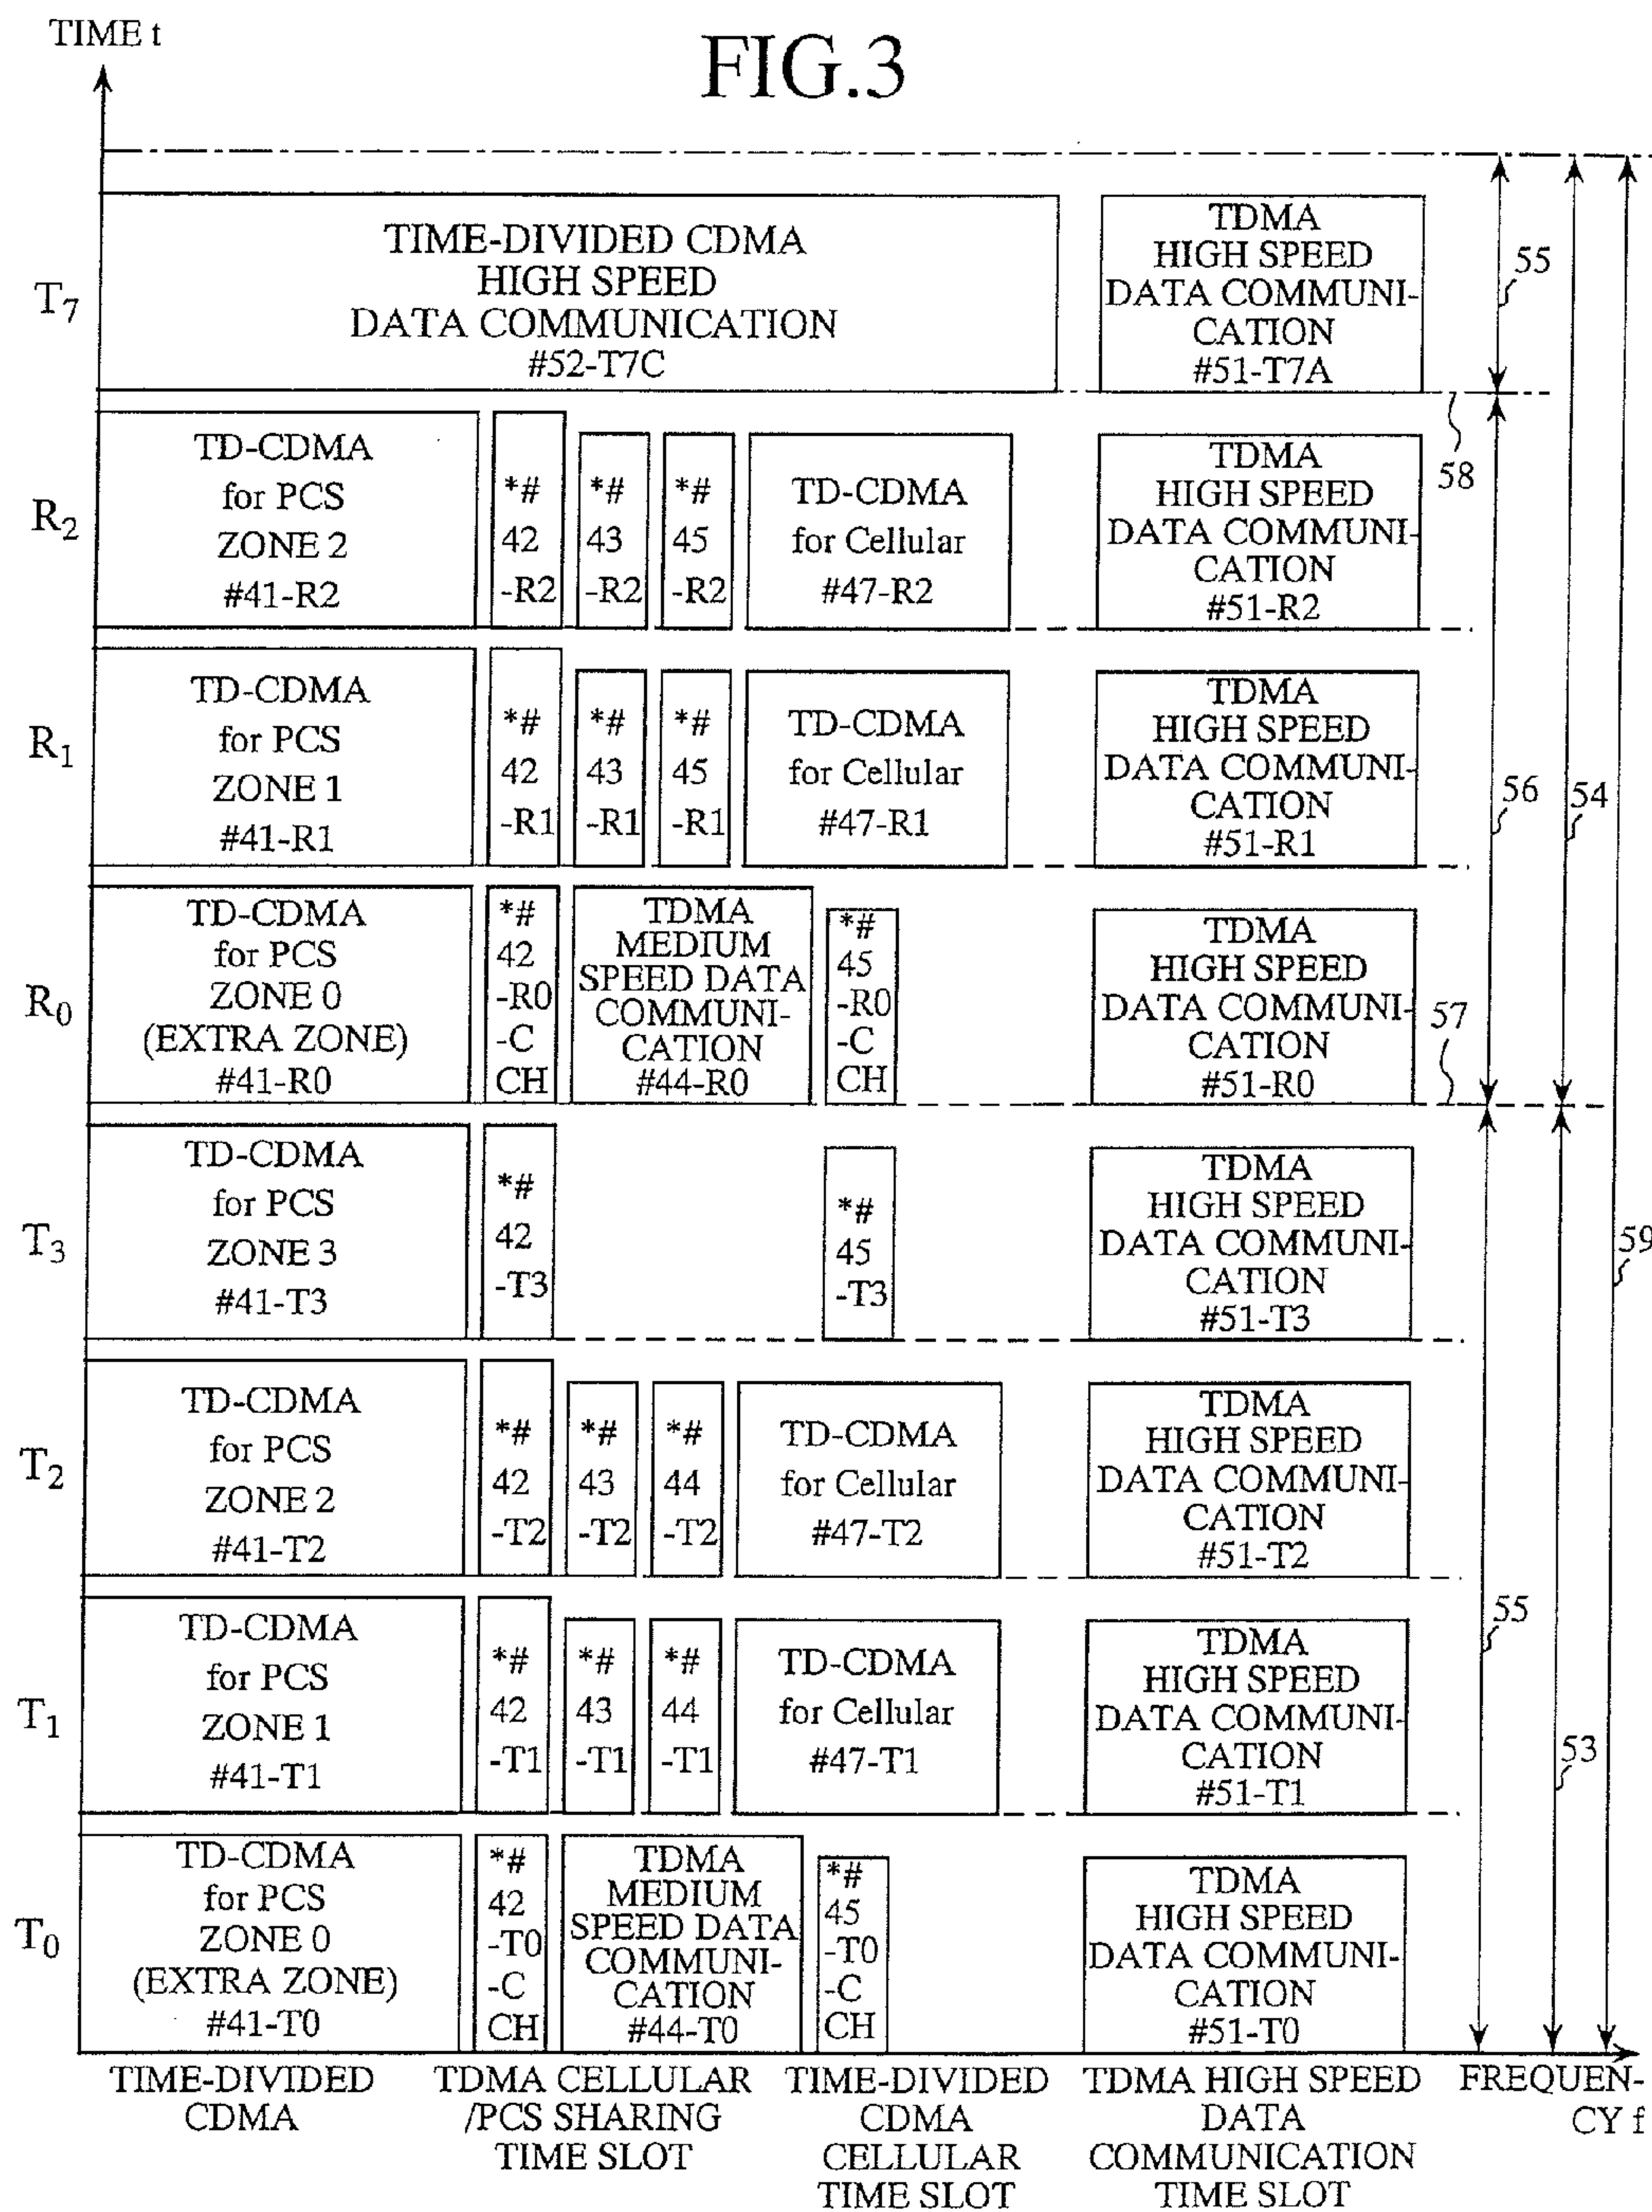 FIG.3
TIME t
T7
TIME-DIVIDED CDMA
HIGH SPEED
DATA COMMUNICATION
#52-T7C
TDMA
HIGH SPEED
DATA COMMUNI-
CATION
#51-T7A
55
58
R2
TD-CDMA
for PCS
ZONE 2
#41-R2
*#
42
-R2
*#
43
-R2
*#
45
-R2
TD-CDMA
for Cellular
#47-R2
TDMA
HIGH SPEED
DATA COMMUNI-
CATION
#51-R2
R1
TD-CDMA
for PCS
ZONE 1
#41-R1
*#
42
-R1
*#
43
-R1
*#
45
-R1
TD-CDMA
for Cellular
#47-R1
TDMA
HIGH SPEED
DATA COMMUNI-
CATION
#51-R1
56
54
R0
TD-CDMA
for PCS
ZONE 0
(EXTRA ZONE)
#41-R0
*#
42
-R0
-C
CH
TDMA
MEDIUM
SPEED DATA
COMMUNI-
CATION
#44-R0
*#
45
-R0
-C
CH
TDMA
HIGH SPEED
DATA COMMUNI-
CATION
#51-R0
57
T3
TD-CDMA
for PCS
ZONE 3
#41-T3
*#
42
-T3
*#
45
-T3
TDMA
HIGH SPEED
DATA COMMUNI-
CATION
#51-T3
59
T2
TD-CDMA
for PCS
ZONE 2
#41-T2
*#
42
-T2
*#
43
-T2
*#
44
-T2
TD-CDMA
for Cellular
#47-T2
TDMA
HIGH SPEED
DATA COMMUNI-
CATION
#51-T2
T1
TD-CDMA
for PCS
ZONE 1
#41-T1
*#
42
-T1
*#
43
-T1
*#
44
-T1
TD-CDMA
for Cellular
#47-T1
TDMA
HIGH SPEED
DATA COMMUNI-
CATION
#51-T1
55
53
T0
TD-CDMA
for PCS
ZONE 0
(EXTRA ZONE)
#41-T0
*#
42
-T0
-C
CH
TDMA
MEDIUM
SPEED DATA
COMMUNI-
CATION
#44-T0
*#
45
-T0
-C
CH
TDMA
HIGH SPEED
DATA COMMUNI-
CATION
#51-T0
TIME-DIVIDED
CDMA
TDMA CELLULAR
/PCS SHARING
TIME SLOT
TIME-DIVIDED
CDMA
CELLULAR
TIME SLOT
TDMA HIGH SPEED
DATA
COMMUNICATION
TIME SLOT
FREQUEN-
CY f